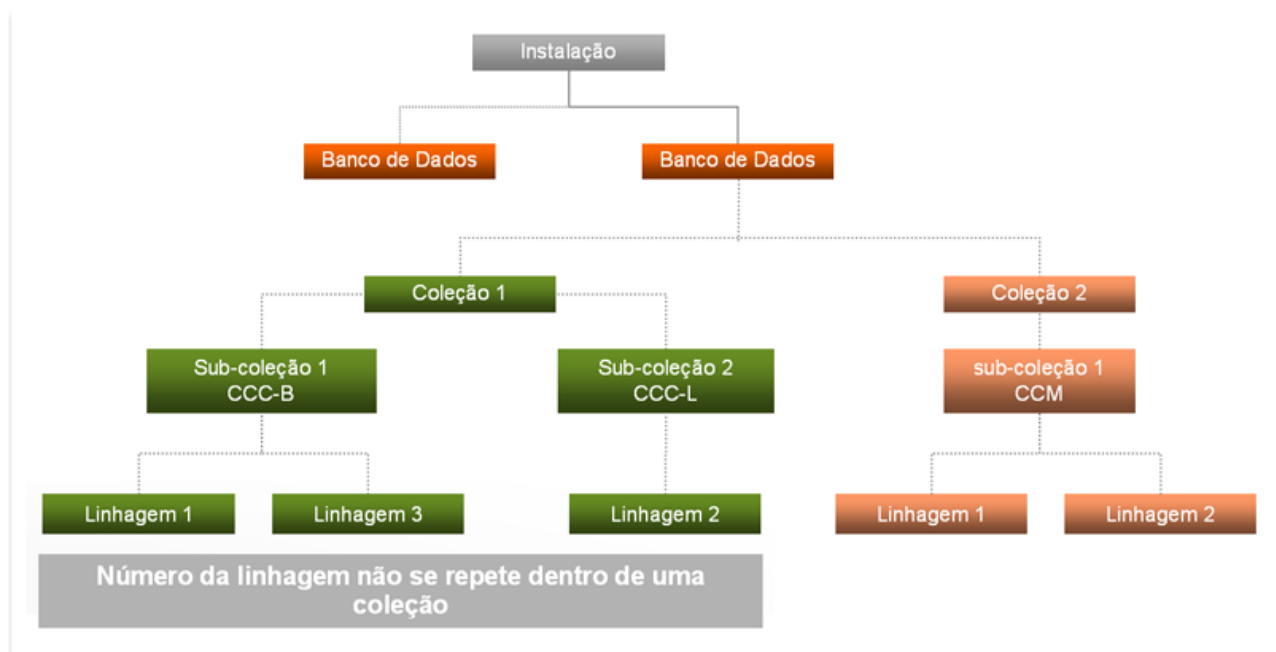 Instalação
Banco de Dados
Banco de Dados
Coleção 1
Coleção 2
Sub-coleção 1
CCC-B
Sub-coleção 2
CCC-L
sub-coleção 1
CCM
Linhagem 1
Linhagem 3
Linhagem 2
Linhagem 1
Linhagem 2
Número da linhagem não se repete dentro de uma
coleção